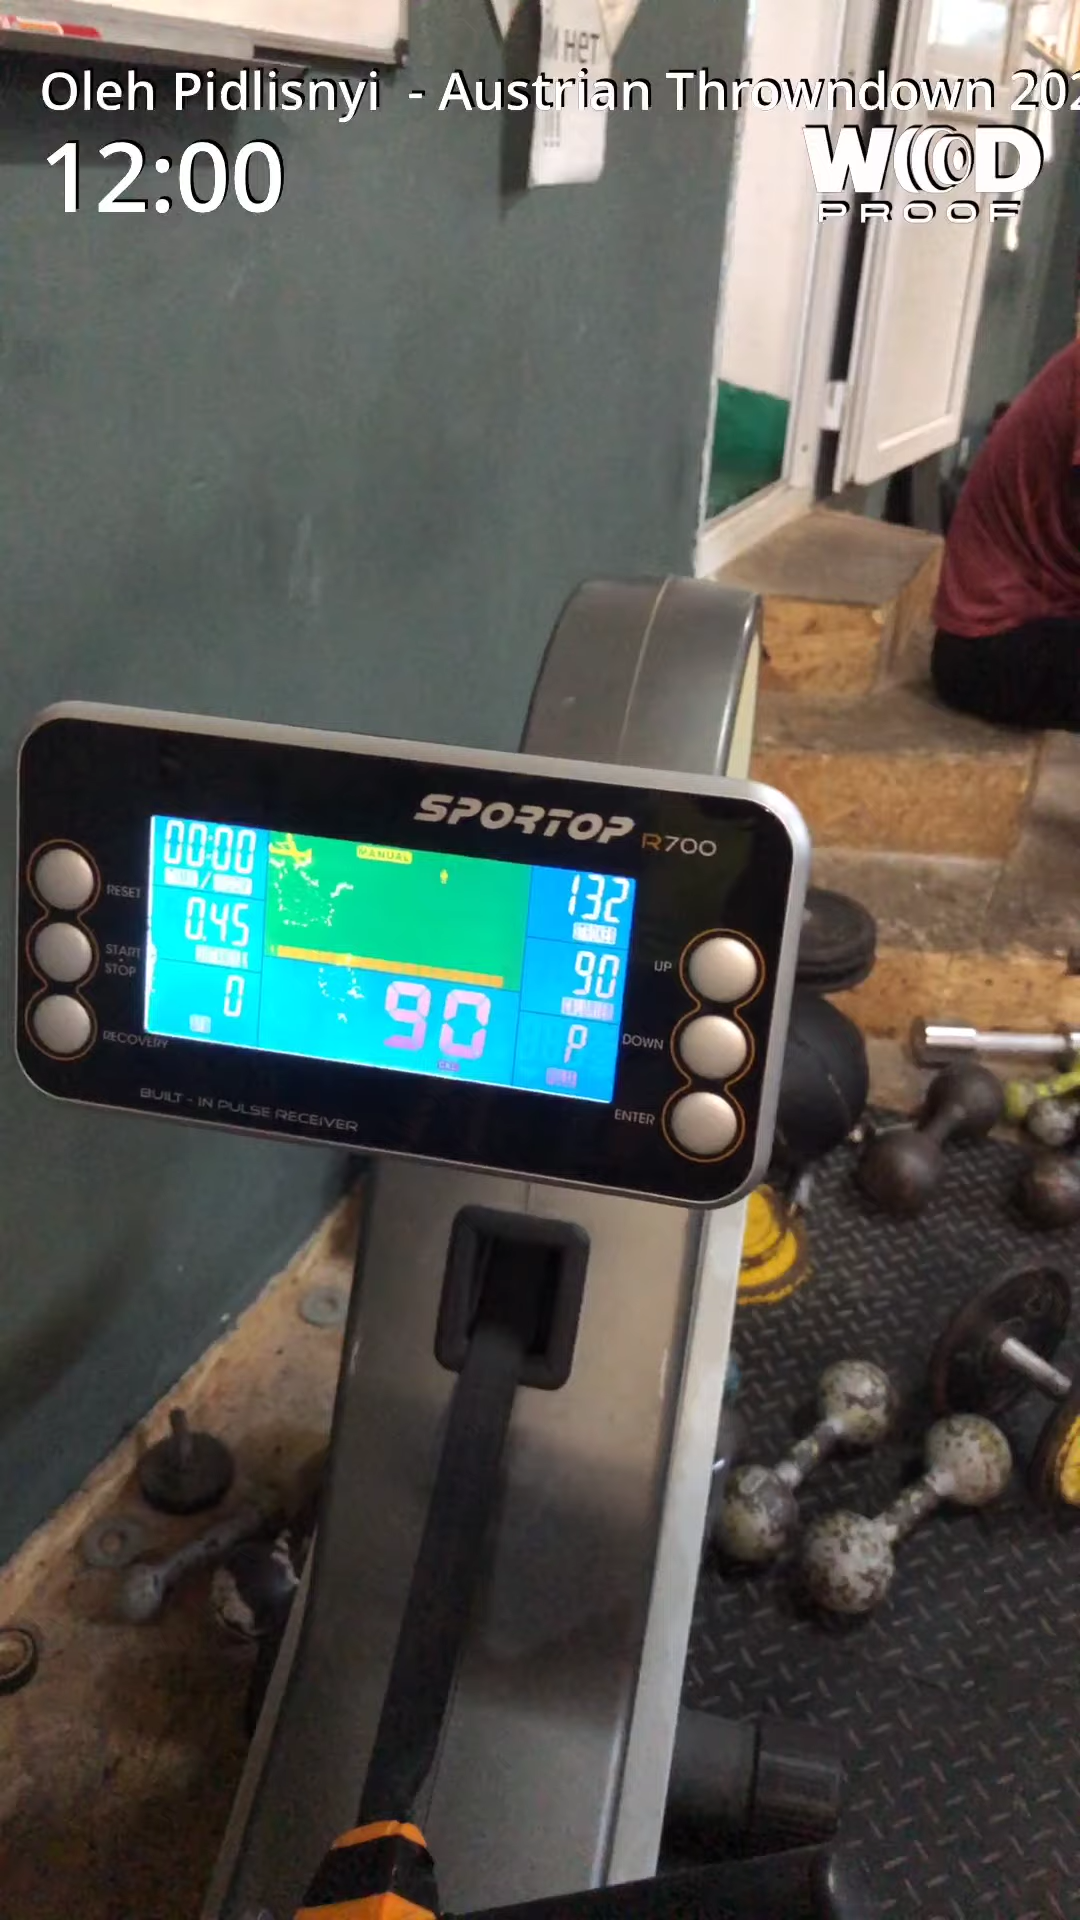 И НЕТ
Oleh Pidlisnyi - Austrian Throwndown 202
12:00
WOD
PROOF
SPORTOP R700
00:00
MANUAL
132
RESET
0.45
START
STOP
90
UP
0
90
P
DOWN
RECOVERY
ENTER
BUILT - IN PULSE RECEIVER